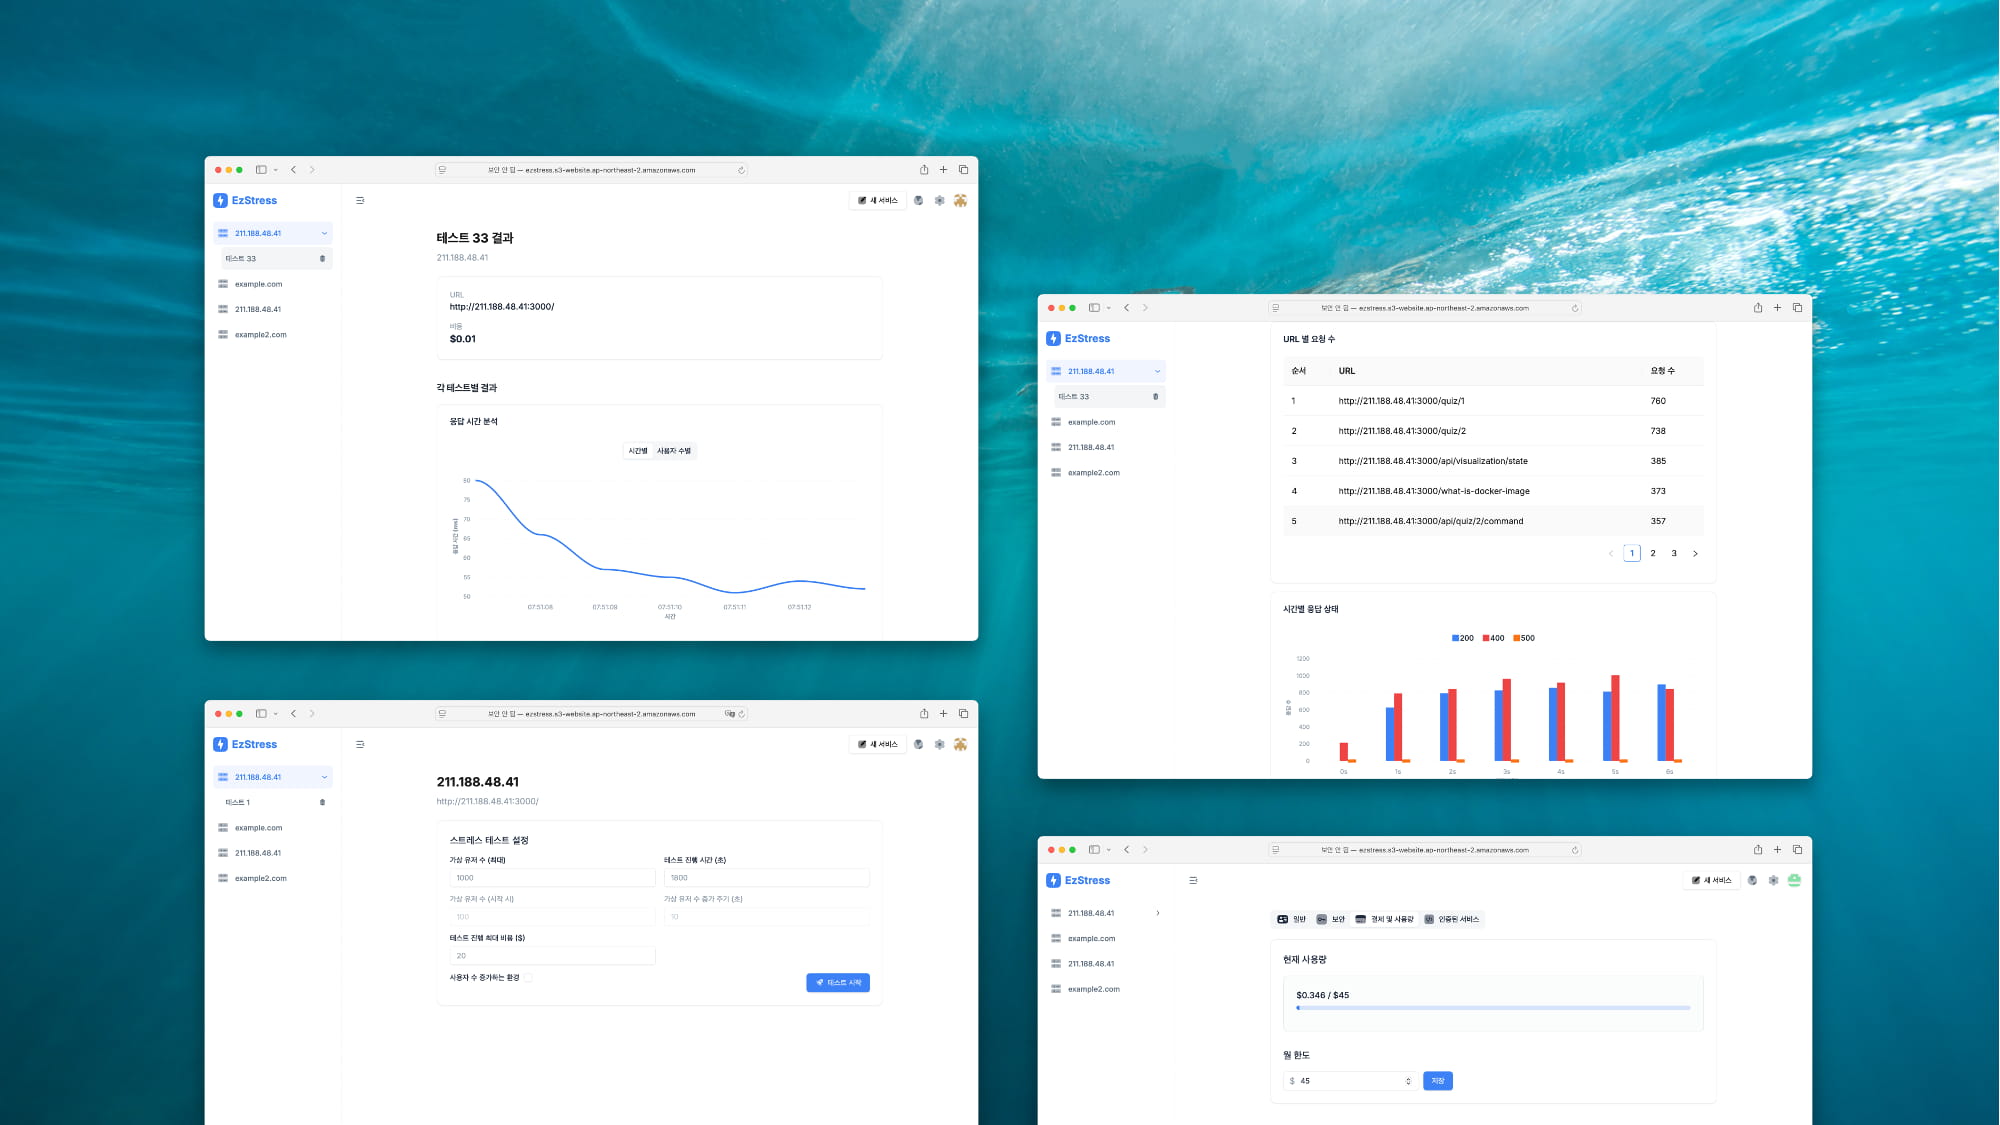 보안 안 됨 — ezstress.s3-website.ap-northeast-2.amazonaws.com
EzStress
새 서비스
211.188.48.41
테스트 33
example.com
211.188.48.41
example2.com
테스트 33 결과
211.188.48.41
URL
http://211.188.48.41:3000/
비용
$0.01
각 테스트별 결과
응답 시간 분석
시간별 사용자 수별
응답 시간 (ms)
80
75
70
65
60
55
50
07:51:08 07:51:09 07:51:10 07:51:11 07:51:12
시간
보안 안 됨 — ezstress.s3-website.ap-northeast-2.amazonaws.com
EzStress
211.188.48.41
테스트 33
example.com
211.188.48.41
example2.com
URL 별 요청 수
순서 URL 요청 수
1 http://211.188.48.41:3000/quiz/1 760
2 http://211.188.48.41:3000/quiz/2 738
3 http://211.188.48.41:3000/api/visualization/state 385
4 http://211.188.48.41:3000/what-is-docker-image 373
5 http://211.188.48.41:3000/api/quiz/2/command 357
1 2 3
시간별 응답 상태
200 400 500
응답 수
1200
1000
800
600
400
200
0
0s 1s 2s 3s 4s 5s 6s
보안 안 됨 — ezstress.s3-website.ap-northeast-2.amazonaws.com
EzStress
새 서비스
211.188.48.41
테스트 1
example.com
211.188.48.41
example2.com
211.188.48.41
http://211.188.48.41:3000/
스트레스 테스트 설정
가상 유저 수 (최대) 테스트 진행 시간 (초)
1000 1800
가상 유저 수 (시작 시) 가상 유저 수 증가 주기 (초)
100 10
테스트 진행 최대 비용 ($)
20
사용자 수 증가하는 환경
테스트 시작
보안 안 됨 — ezstress.s3-website.ap-northeast-2.amazonaws.com
EzStress
새 서비스
211.188.48.41
example.com
211.188.48.41
example2.com
일반 보안 결제 및 사용량 인증된 서비스
현재 사용량
$0.346 / $45
월 한도
$ 45
저장